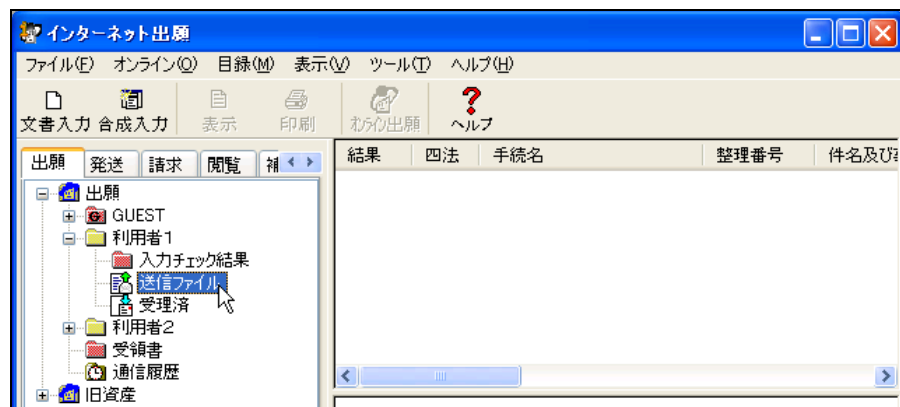 インターネット出願
ファイル(F) オンライン(O) 目録(M) 表示(V) ツール(T) ヘルプ(H)
文書入力 合成入力 表示 印刷 オンライン出願 ヘルプ
出願 発送 請求 閲覧 補
結果 四法 手続名 整理番号 件名及び
出願
GUEST
利用者1
入力チェック結果
送信ファイル
受理済
利用者2
受領書
通信履歴
旧資産